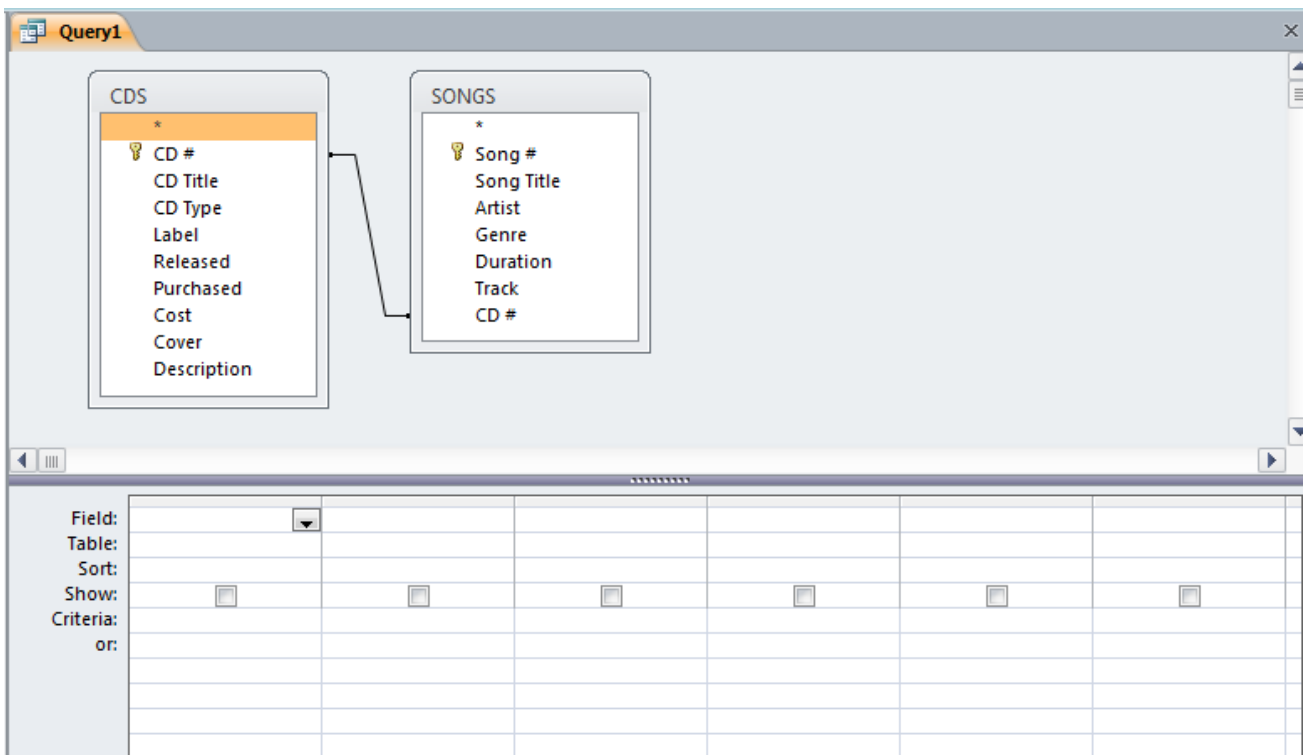 Query1
CDS
*
CD #
CD Title
CD Type
Label
Released
Purchased
Cost
Cover
Description
SONGS
*
Song #
Song Title
Artist
Genre
Duration
Track
CD #
Field:
Table:
Sort:
Show:
Criteria:
or: